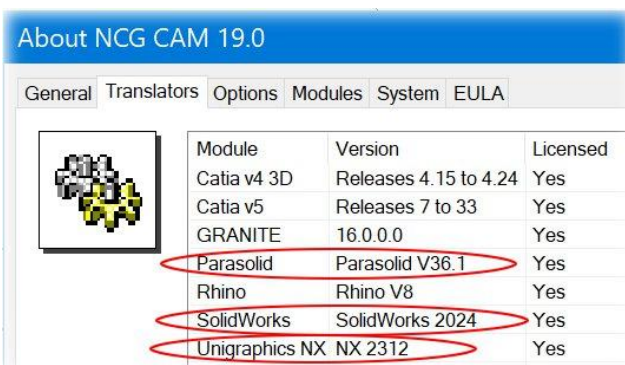 About NCG CAM 19.0
General Translators Options Modules System EULA
Module Version Licensed
Catia v4 3D Releases 4.15 to 4.24 Yes
Catia v5 Releases 7 to 33 Yes
GRANITE 16.0.0.0 Yes
Parasolid Parasolid V36.1 Yes
Rhino Rhino V8 Yes
SolidWorks SolidWorks 2024 Yes
Unigraphics NX NX 2312 Yes